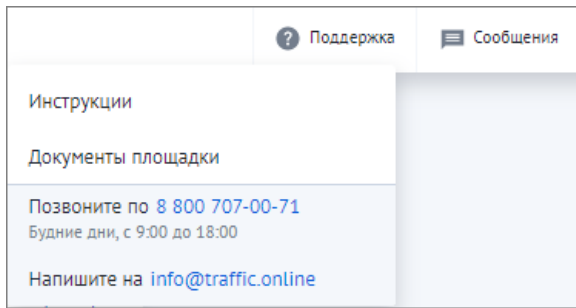 Поддержка Сообщения
Инструкции
Документы площадки
Позвоните по 8 800 707-00-71
Будние дни, с 9:00 до 18:00
Напишите на info@traffic.online